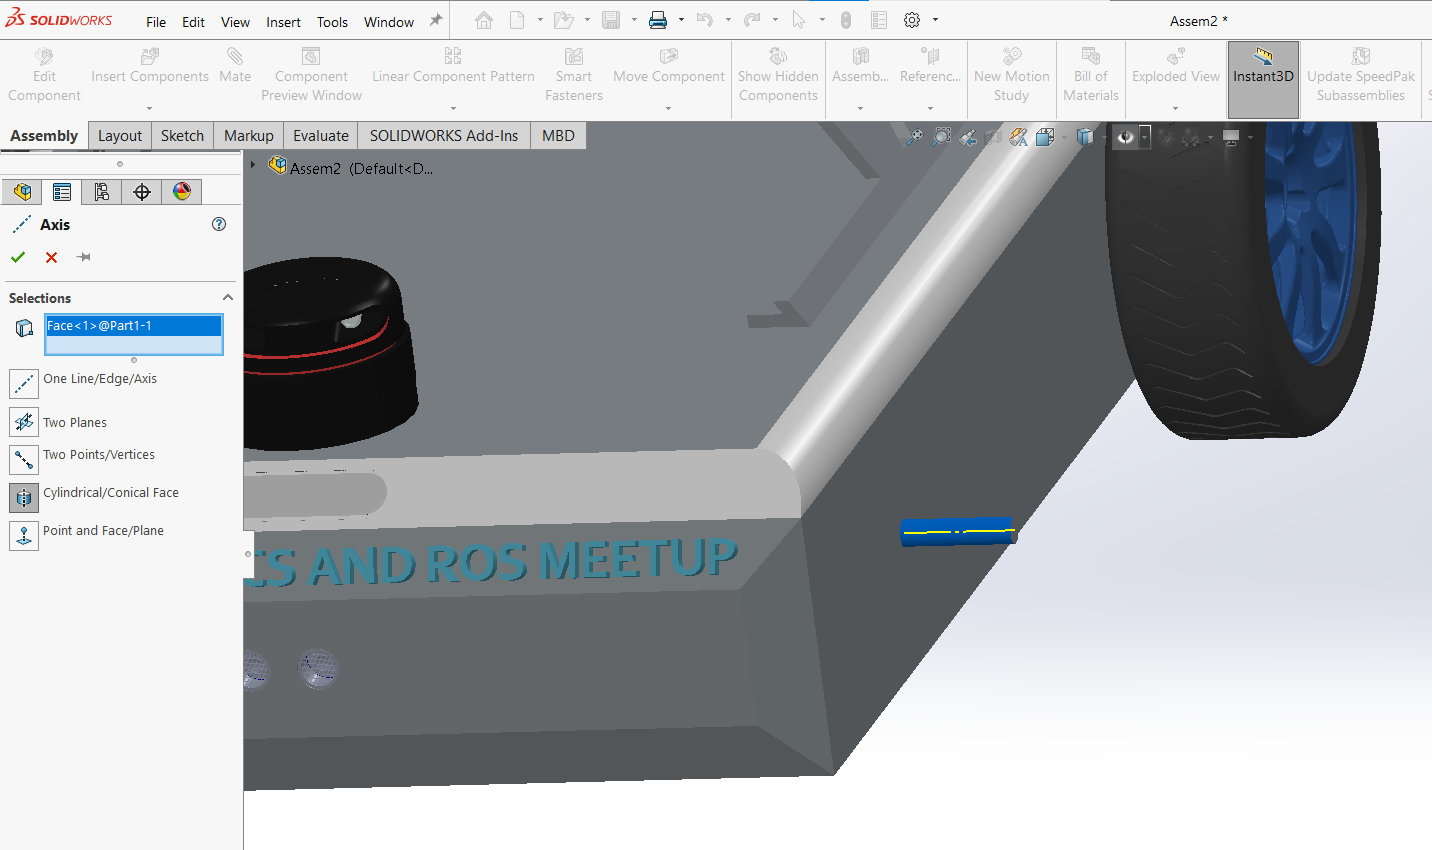 SOLIDWORKS File Edit View Insert Tools Window Assem2 *
Edit Component
Insert Components
Mate
Component Preview Window
Linear Component Pattern
Smart Fasteners
Move Component
Show Hidden Components
Assemb...
Referenc...
New Motion Study
Bill of Materials
Exploded View
Instant3D
Update SpeedPak Subassemblies
Assembly Layout Sketch Markup Evaluate SOLIDWORKS Add-Ins MBD
Assem2 (Default<D...
Axis
Selections
Face<1>@Part1-1
One Line/Edge/Axis
Two Planes
Two Points/Vertices
Cylindrical/Conical Face
Point and Face/Plane
CS AND ROS MEETUP